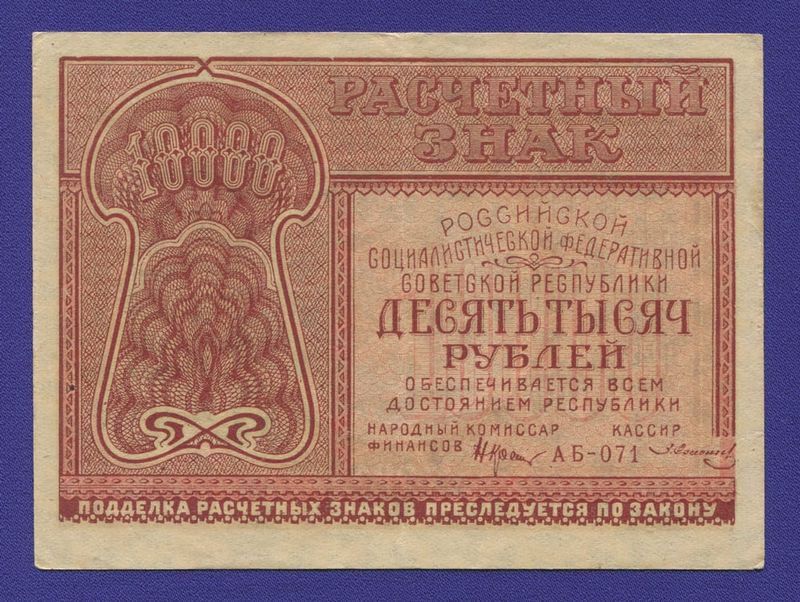 10000
РАСЧЕТНЫЙ
ЗНАК
РОССИЙСКОЙ
СОЦИАЛИСТИЧЕСКОЙ ФЕДЕРАТИВНОЙ
СОВЕТСКОЙ РЕСПУБЛИКИ
ДЕСЯТЬ ТЫСЯЧ
РУБЛЕЙ
ОБЕСПЕЧИВАЕТСЯ ВСЕМ
ДОСТОЯНИЕМ РЕСПУБЛИКИ
НАРОДНЫЙ КОМИССАР КАССИР
ФИНАНСОВ АБ-071
ПОДДЕЛКА РАСЧЕТНЫХ ЗНАКОВ ПРЕСЛЕДУЕТСЯ ПО ЗАКОНУ